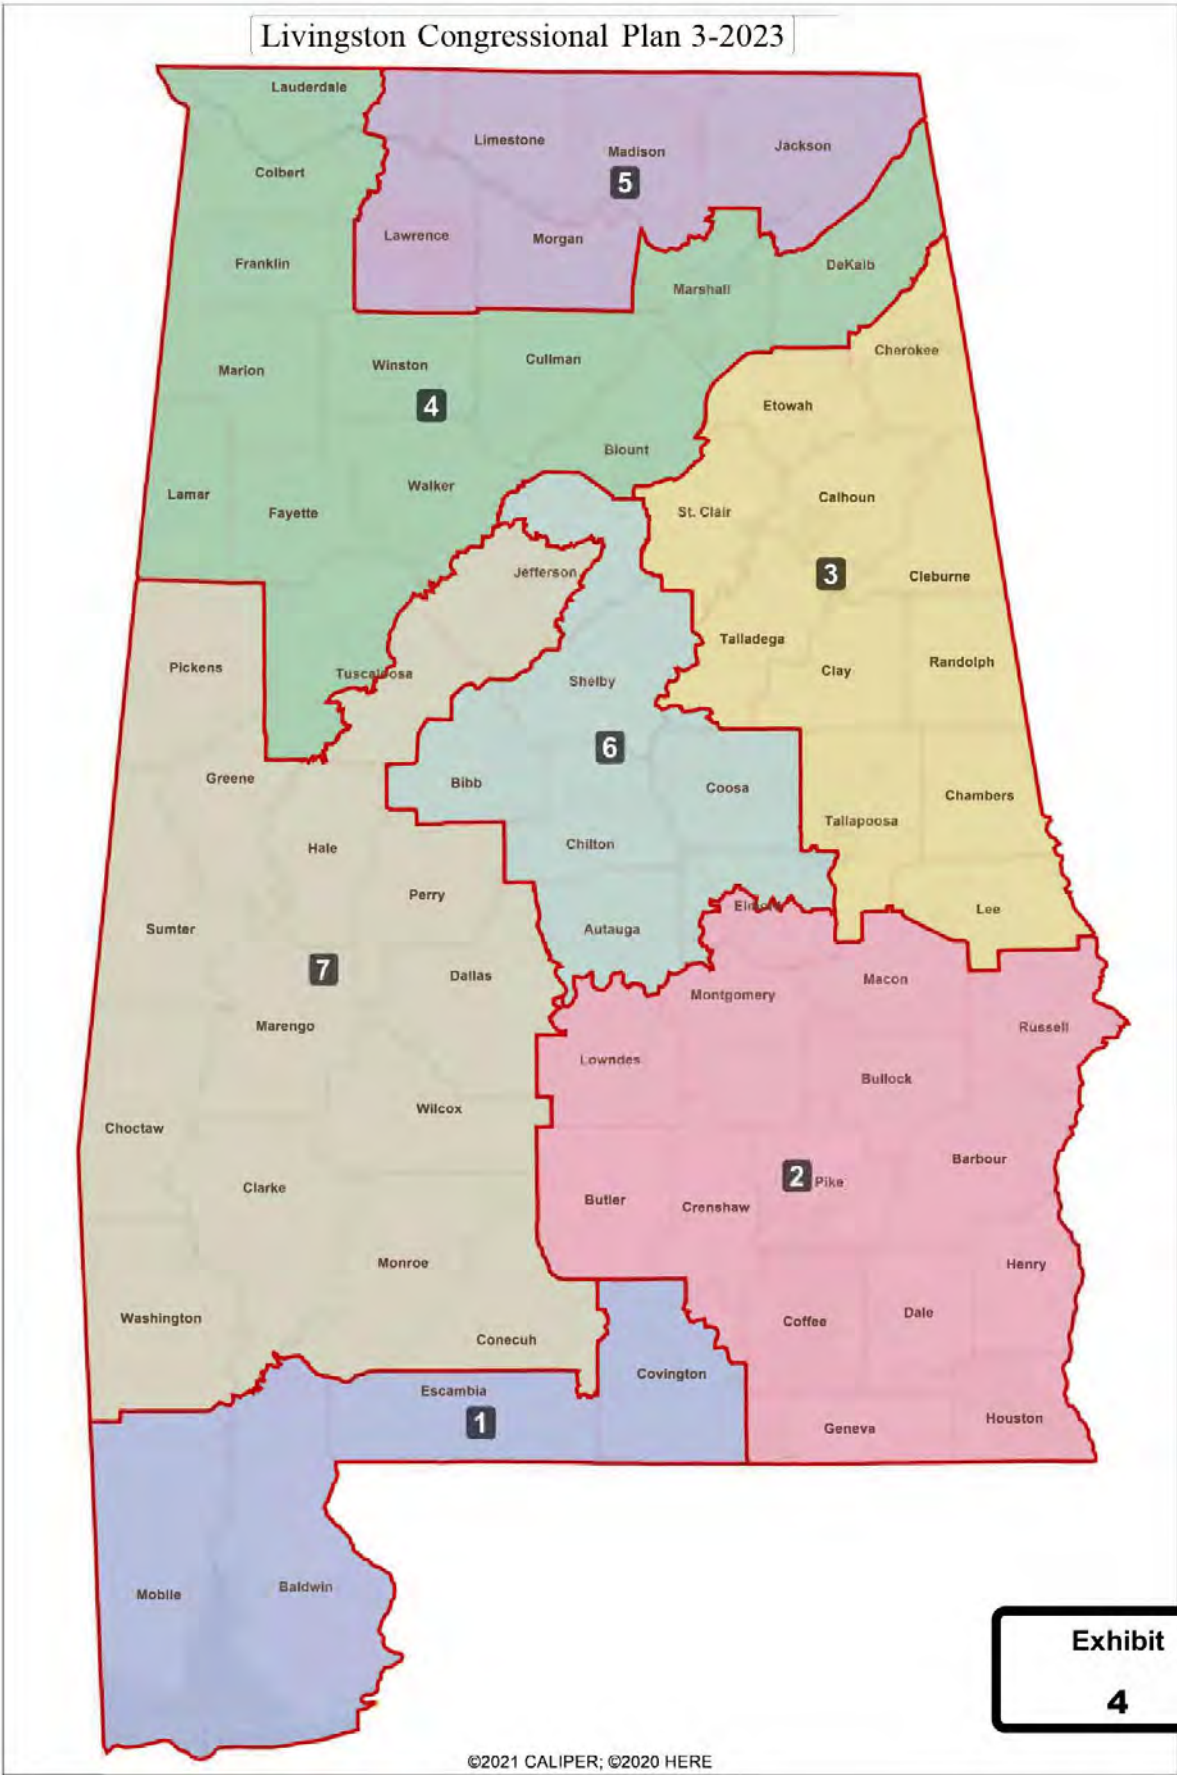 Livingston Congressional Plan 3-2023
Lauderdale
Limestone
Madison
Jackson
Colbert
5
Lawrence
Morgan
Franklin
DeKalb
Marshall
Cherokee
Marion
Winston
Cullman
4
Etowah
Blount
Lamar
Walker
Fayette
St. Clair
Calhoun
Jefferson
3
Cleburne
Pickens
Tuscaloosa
Shelby
Talladega
Clay
Randolph
6
Greene
Bibb
Coosa
Chambers
Hale
Chilton
Tallapoosa
Perry
Elmore
Lee
Sumter
Autauga
7
Dallas
Montgomery
Macon
Marengo
Lowndes
Russell
Bullock
Choctaw
Wilcox
Clarke
Butler
Crenshaw
2
Pike
Barbour
Monroe
Henry
Washington
Conecuh
Coffee
Dale
Escambia
Covington
1
Geneva
Houston
Mobile
Baldwin
Exhibit
4
©2021 CALIPER; ©2020 HERE